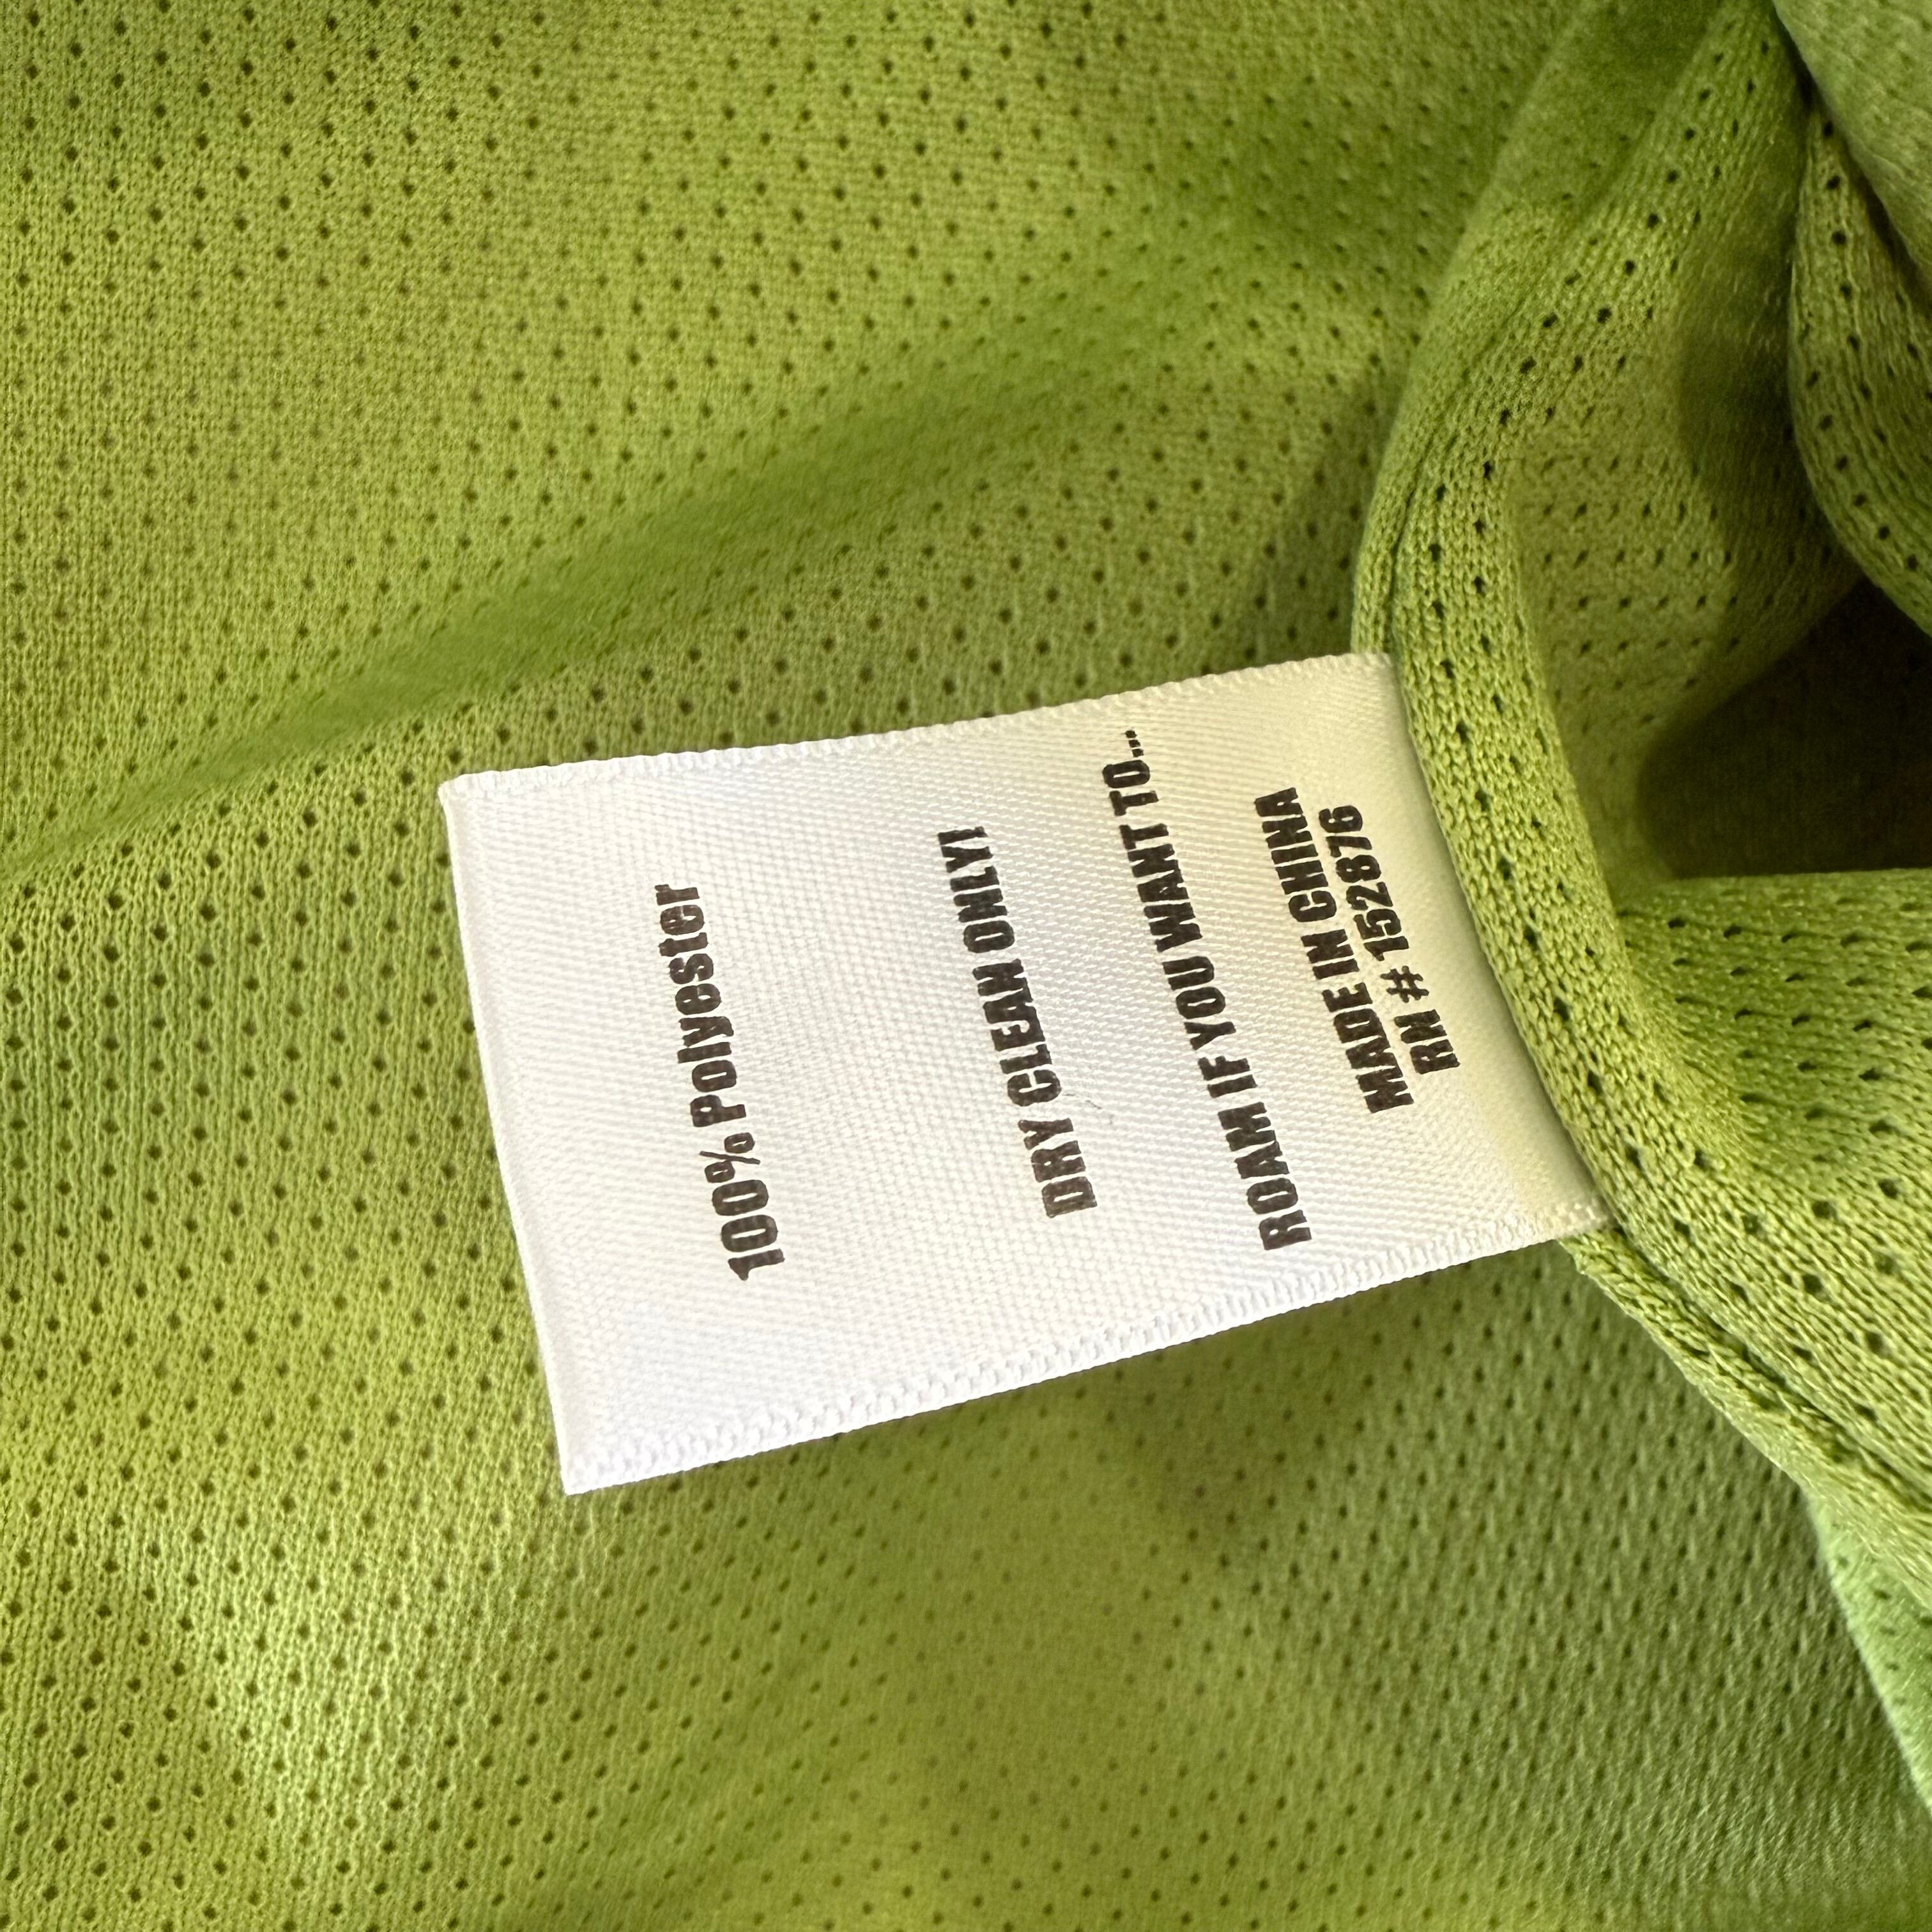 100% Polyester
DRY CLEAN ONLY!
ROAM IF YOU WANT TO...
MADE IN CHINA
RN # 152876